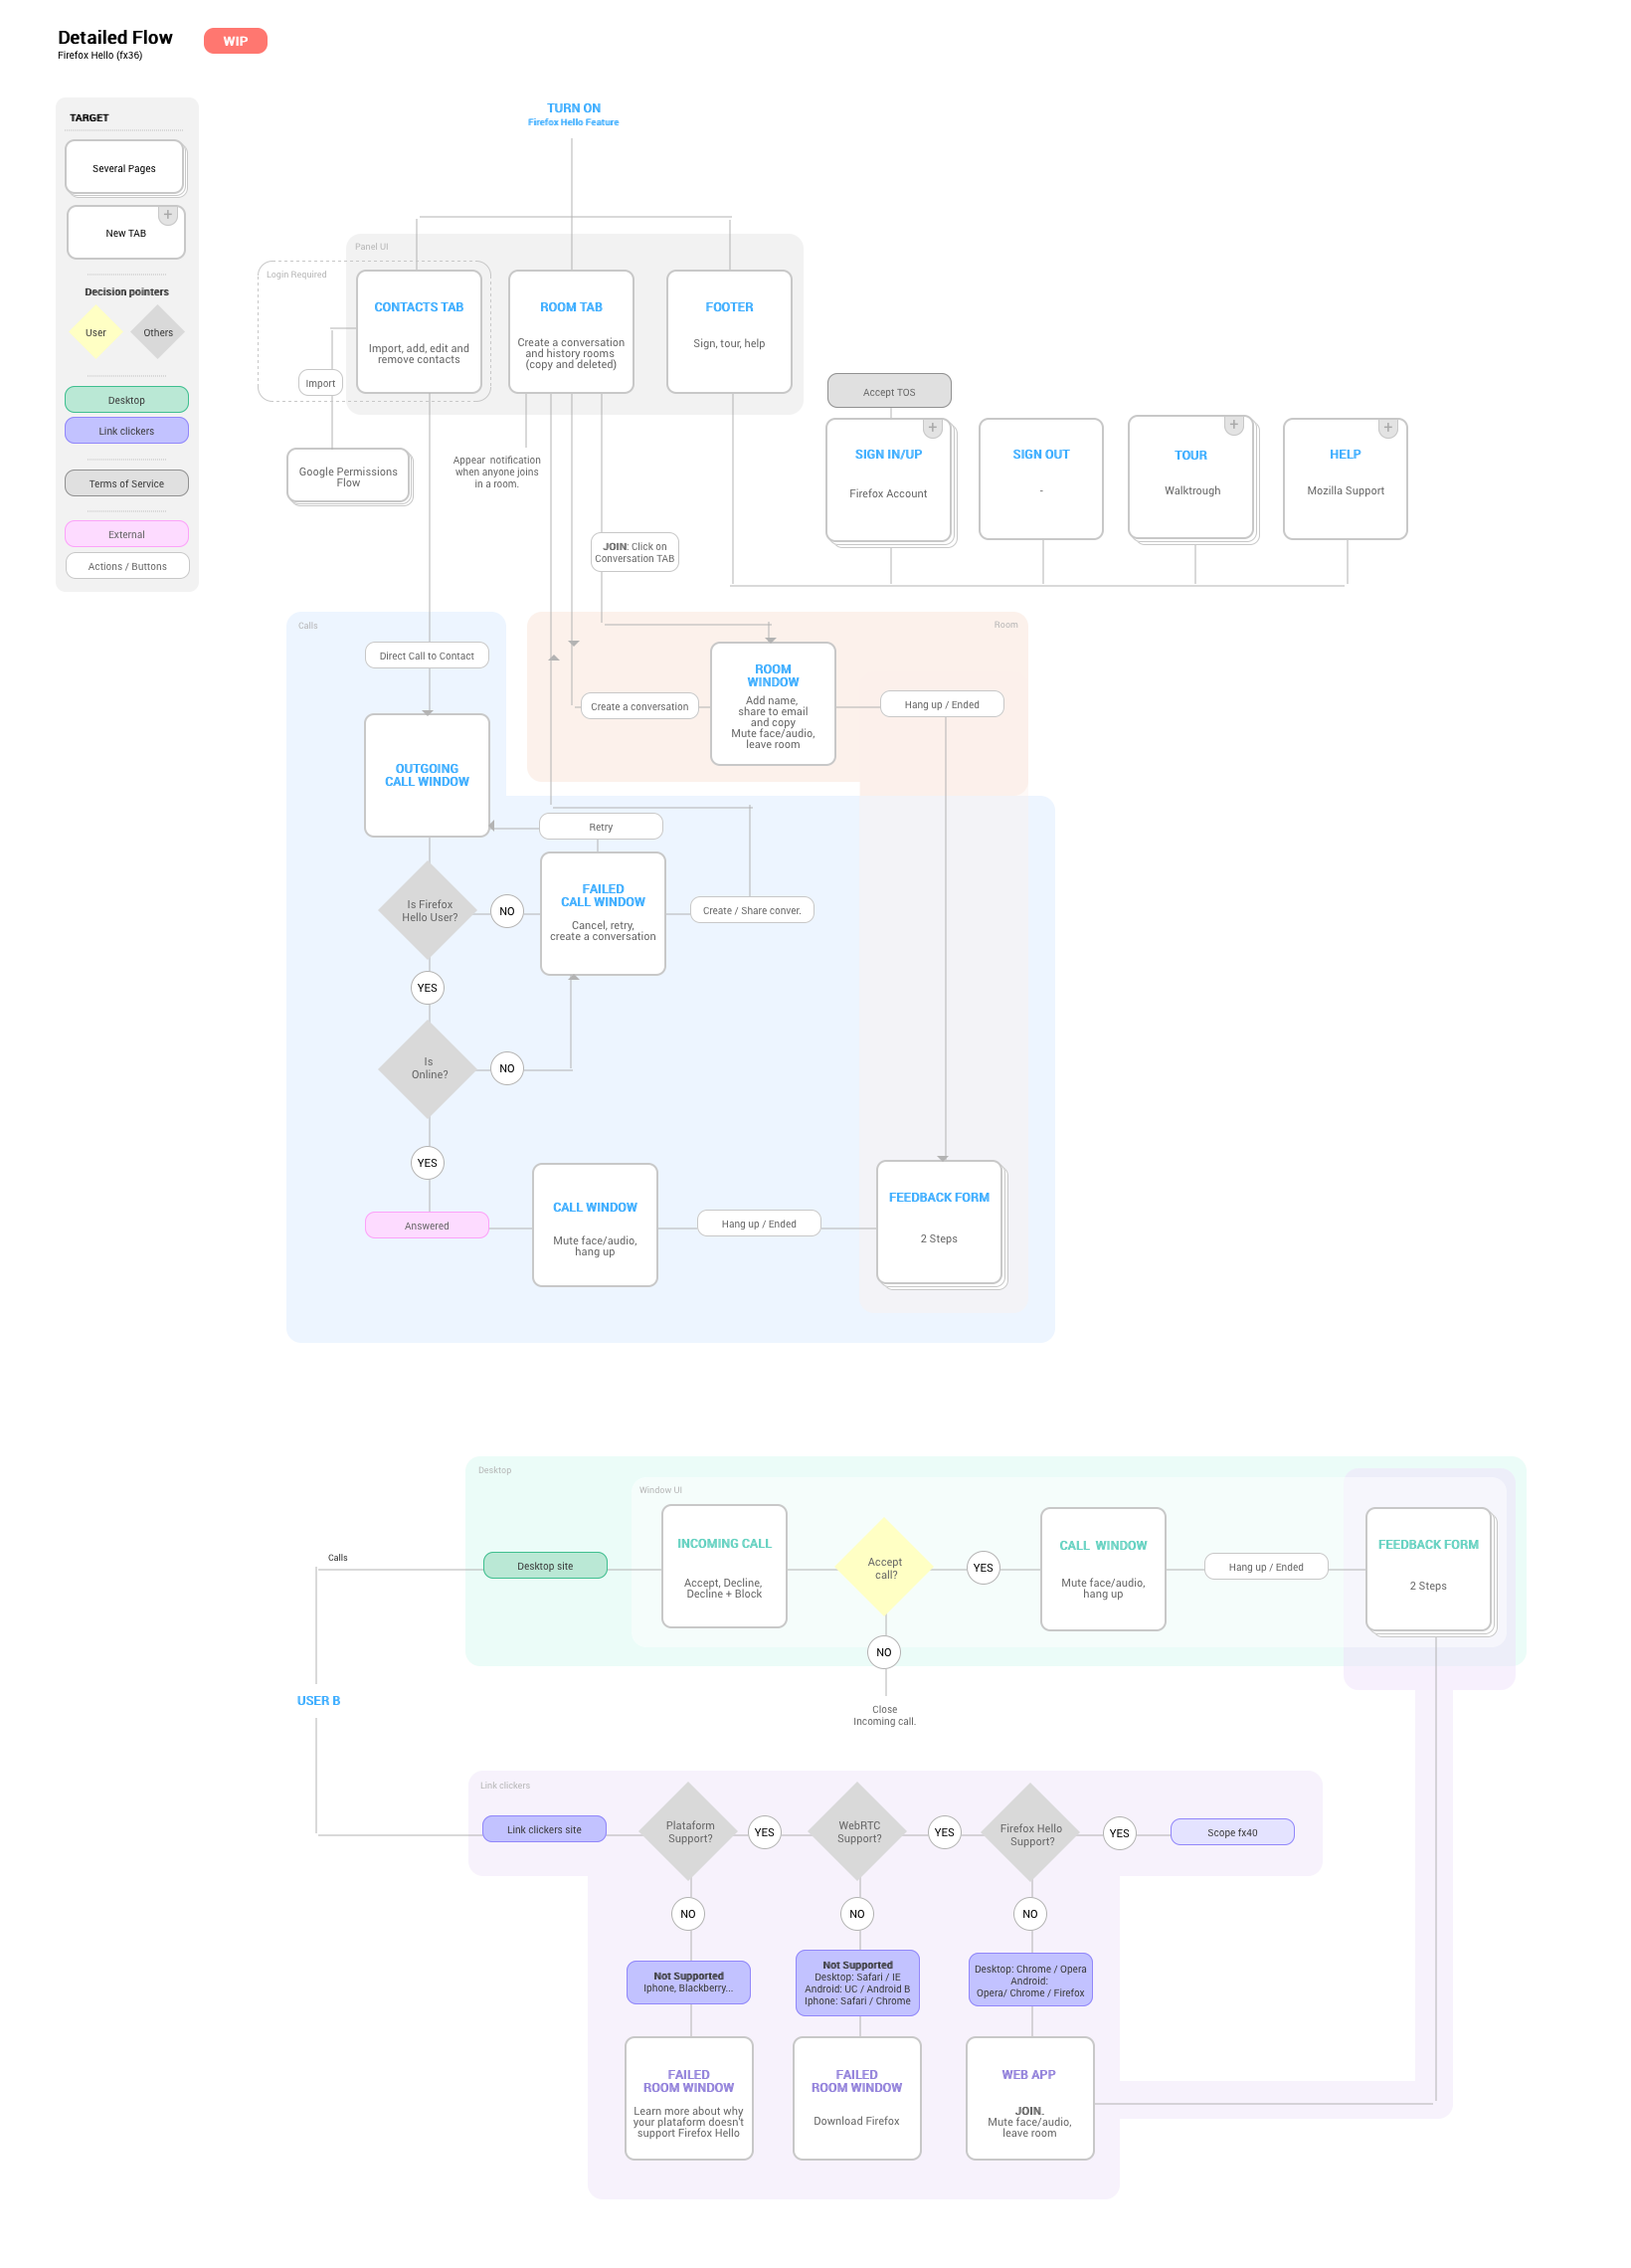 Detailed Flow
WIP
Firefox Hello (fx36)
TARGET
Several Pages
+
New TAB
Decision pointers
User
Others
Desktop
Link clickers
Terms of Service
External
Actions / Buttons
TURN ON
Firefox Hello Feature
Panel UI
Login Required
CONTACTS TAB
Import, add, edit and
remove contacts
ROOM TAB
Create a conversation
and history rooms
(copy and deleted)
FOOTER
Sign, tour, help
Import
Google Permissions
Flow
Appear notification
when anyone joins
in a room.
JOIN: Click on
Conversation TAB
Accept TOS
+
SIGN IN/UP
Firefox Account
SIGN OUT
-
+
TOUR
Walktrough
+
HELP
Mozilla Support
Calls
Direct Call to Contact
OUTGOING
CALL WINDOW
Room
Create a conversation
ROOM
WINDOW
Add name,
share to email
and copy
Mute face/audio,
leave room
Hang up / Ended
Retry
Is Firefox
Hello User?
NO
FAILED
CALL WINDOW
Cancel, retry,
create a conversation
Create / Share conver.
YES
Is
Online?
NO
YES
Answered
CALL WINDOW
Mute face/audio,
hang up
Hang up / Ended
FEEDBACK FORM
2 Steps
Desktop
Window UI
Calls
Desktop site
INCOMING CALL
Accept, Decline,
Decline + Block
Accept
call?
YES
CALL WINDOW
Mute face/audio,
hang up
Hang up / Ended
FEEDBACK FORM
2 Steps
NO
Close
Incoming call.
USER B
Link clickers
Link clickers site
Plataform
Support?
YES
WebRTC
Support?
YES
Firefox Hello
Support?
YES
Scope fx40
NO
NO
NO
Not Supported
Iphone, Blackberry...
Not Supported
Desktop: Safari / IE
Android: UC / Android B
Iphone: Safari / Chrome
Desktop: Chrome / Opera
Android:
Opera/ Chrome / Firefox
FAILED
ROOM WINDOW
Learn more about why
your plataform doesn't
support Firefox Hello
FAILED
ROOM WINDOW
Download Firefox
WEB APP
JOIN.
Mute face/audio,
leave room